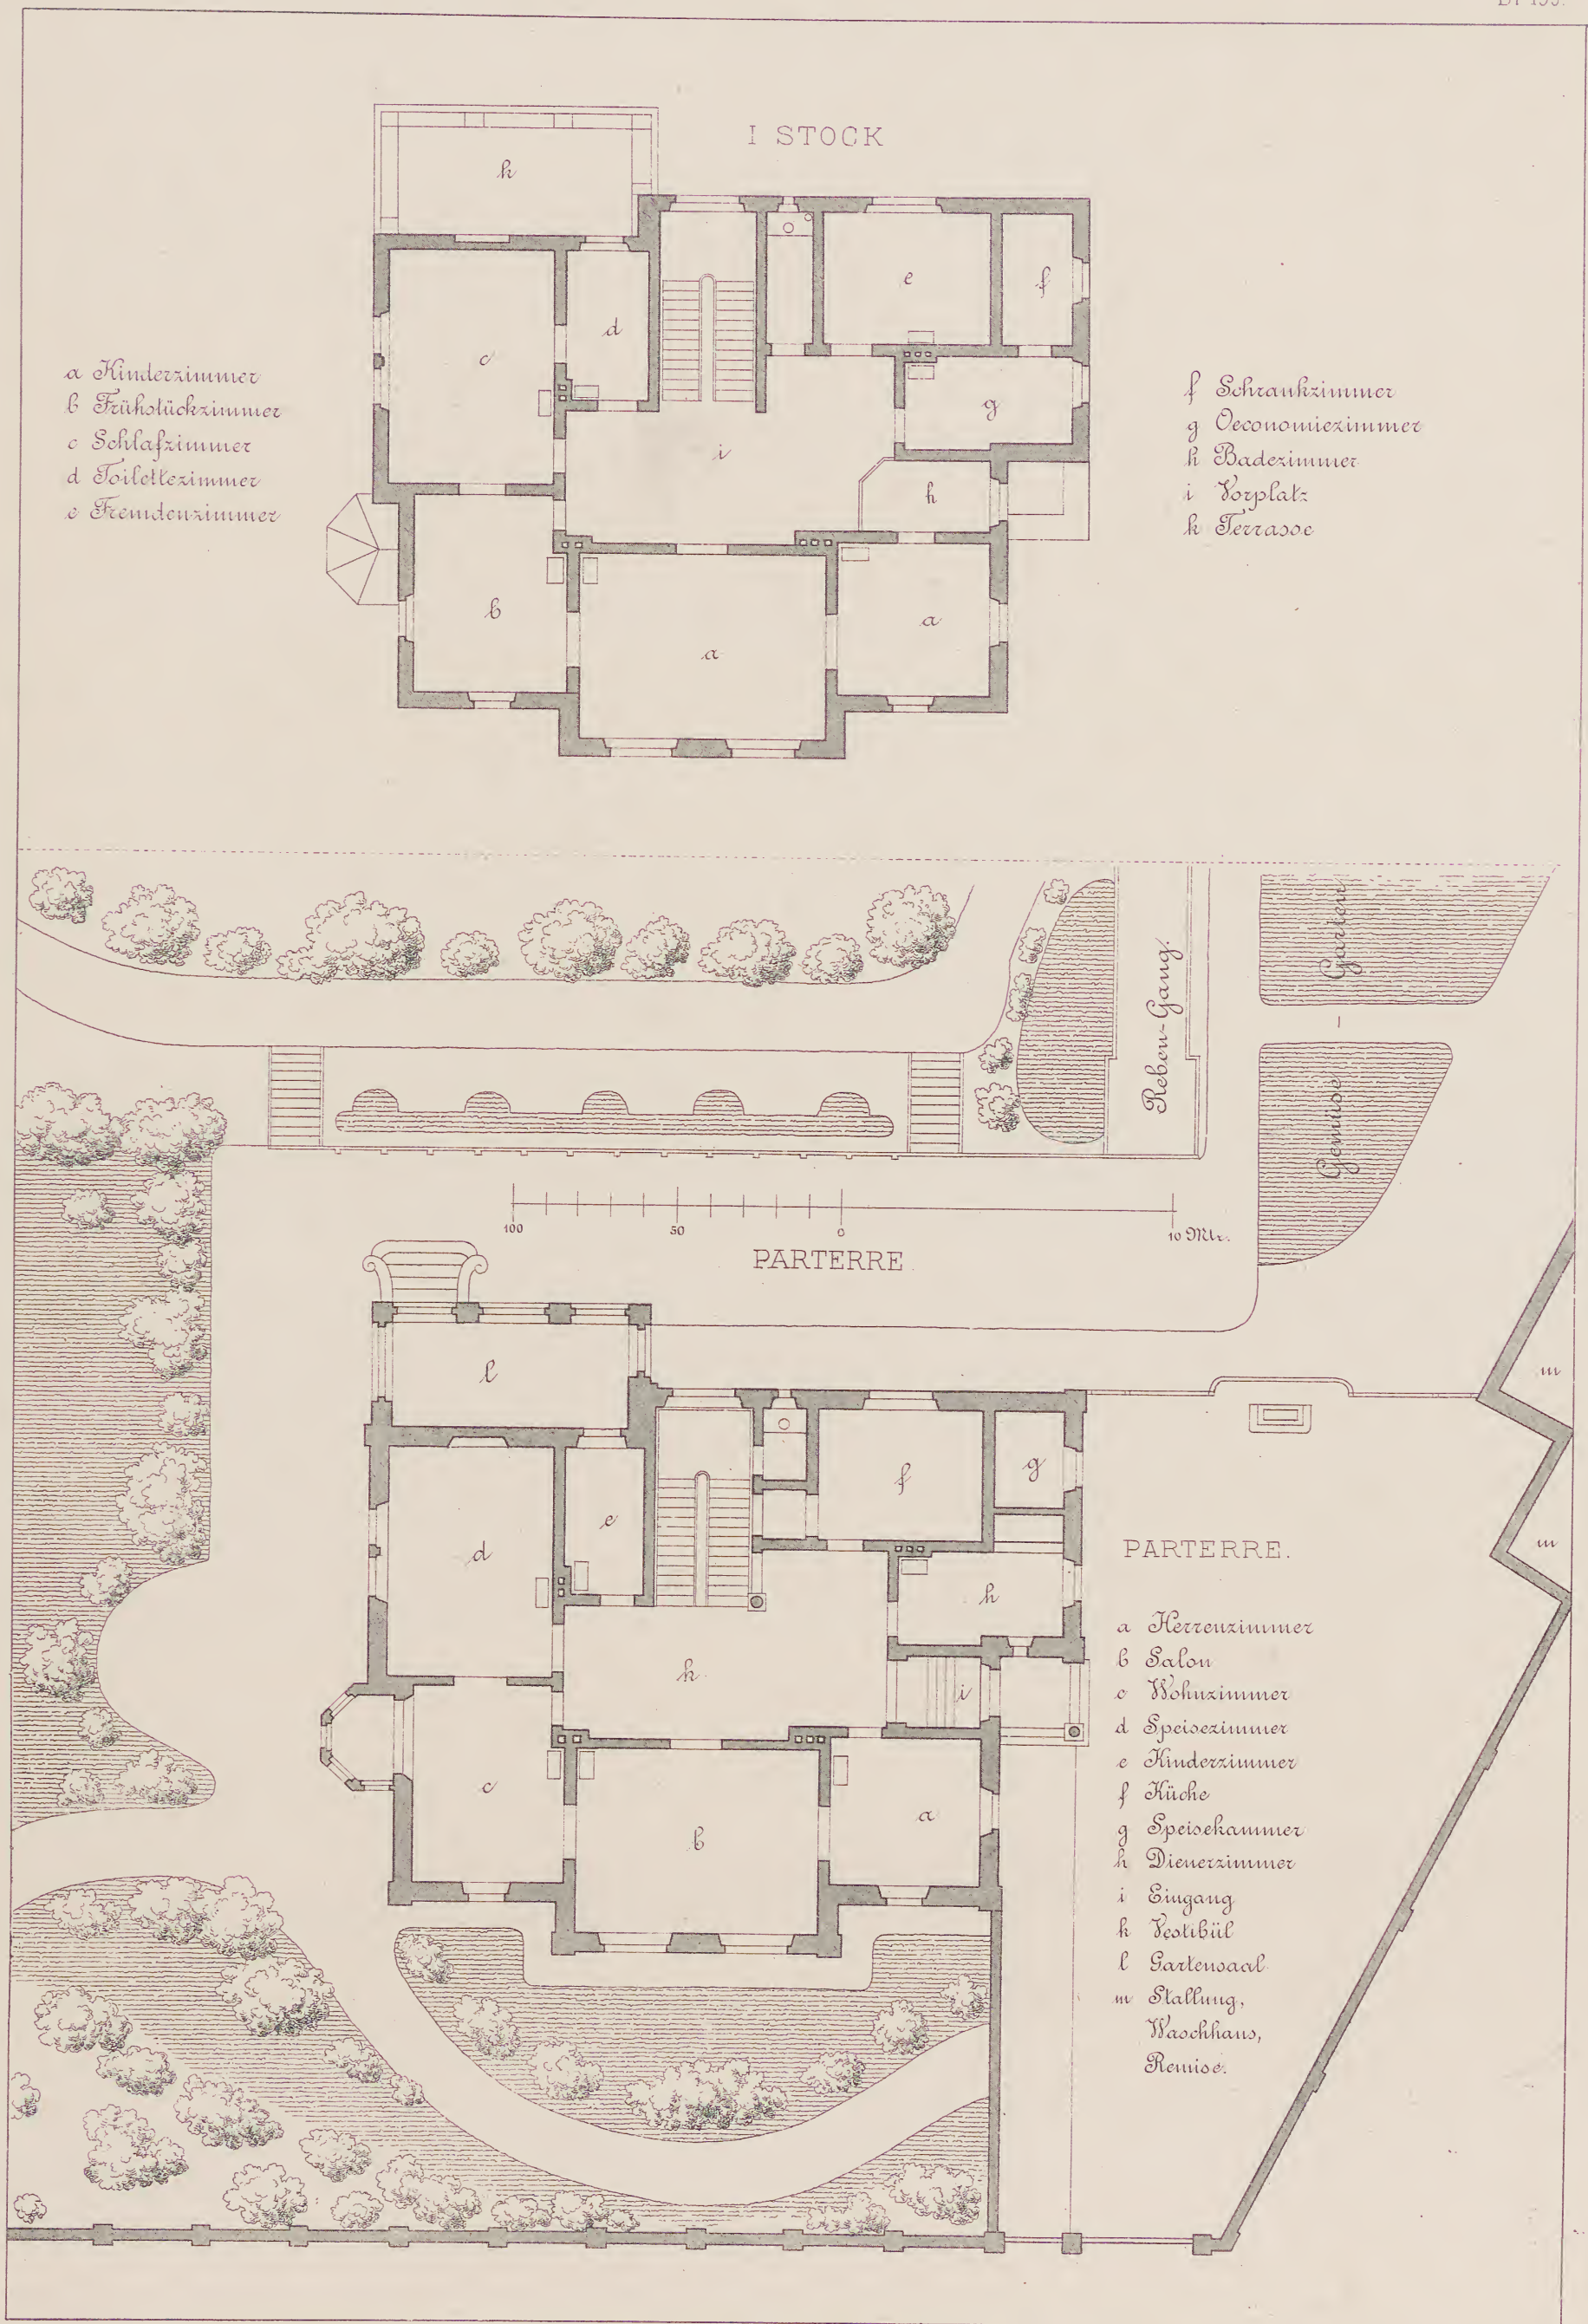 I STOCK
k
e
f
c
d
g
i
h
b
a
a
a Kinderzimmer
b Frühstückzimmer
c Schlafzimmer
d Toilettezimmer
e Fremdenzimmer
f Schrankzimmer
g Oeconomiezimmer
h Badezimmer
i Vorplatz
k Terrasse
Reben-Gang.
Gemüse - Garten
100 50 0 10 Mtr.
PARTERRE
l
m
m
d
e
f
g
h
k
i
c
b
a
PARTERRE.
a Herrenzimmer
b Salon
c Wohnzimmer
d Speisezimmer
e Kinderzimmer
f Küche
g Speisekammer
h Dienerzimmer
i Eingang
k Vestibül
l Gartensaal
m Stallung,
Waschhaus,
Remise.